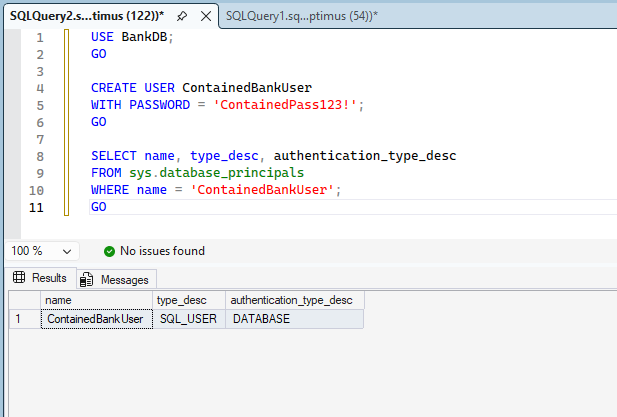 SQLQuery2.s...timus (122))* SQLQuery1.sq...ptimus (54))*
1 USE BankDB;
2 GO
3
4 CREATE USER ContainedBankUser
5 WITH PASSWORD = 'ContainedPass123!';
6 GO
7
8 SELECT name, type_desc, authentication_type_desc
9 FROM sys.database_principals
10 WHERE name = 'ContainedBankUser';
11 GO
100 % No issues found
Results Messages
name type_desc authentication_type_desc
1 ContainedBankUser SQL_USER DATABASE